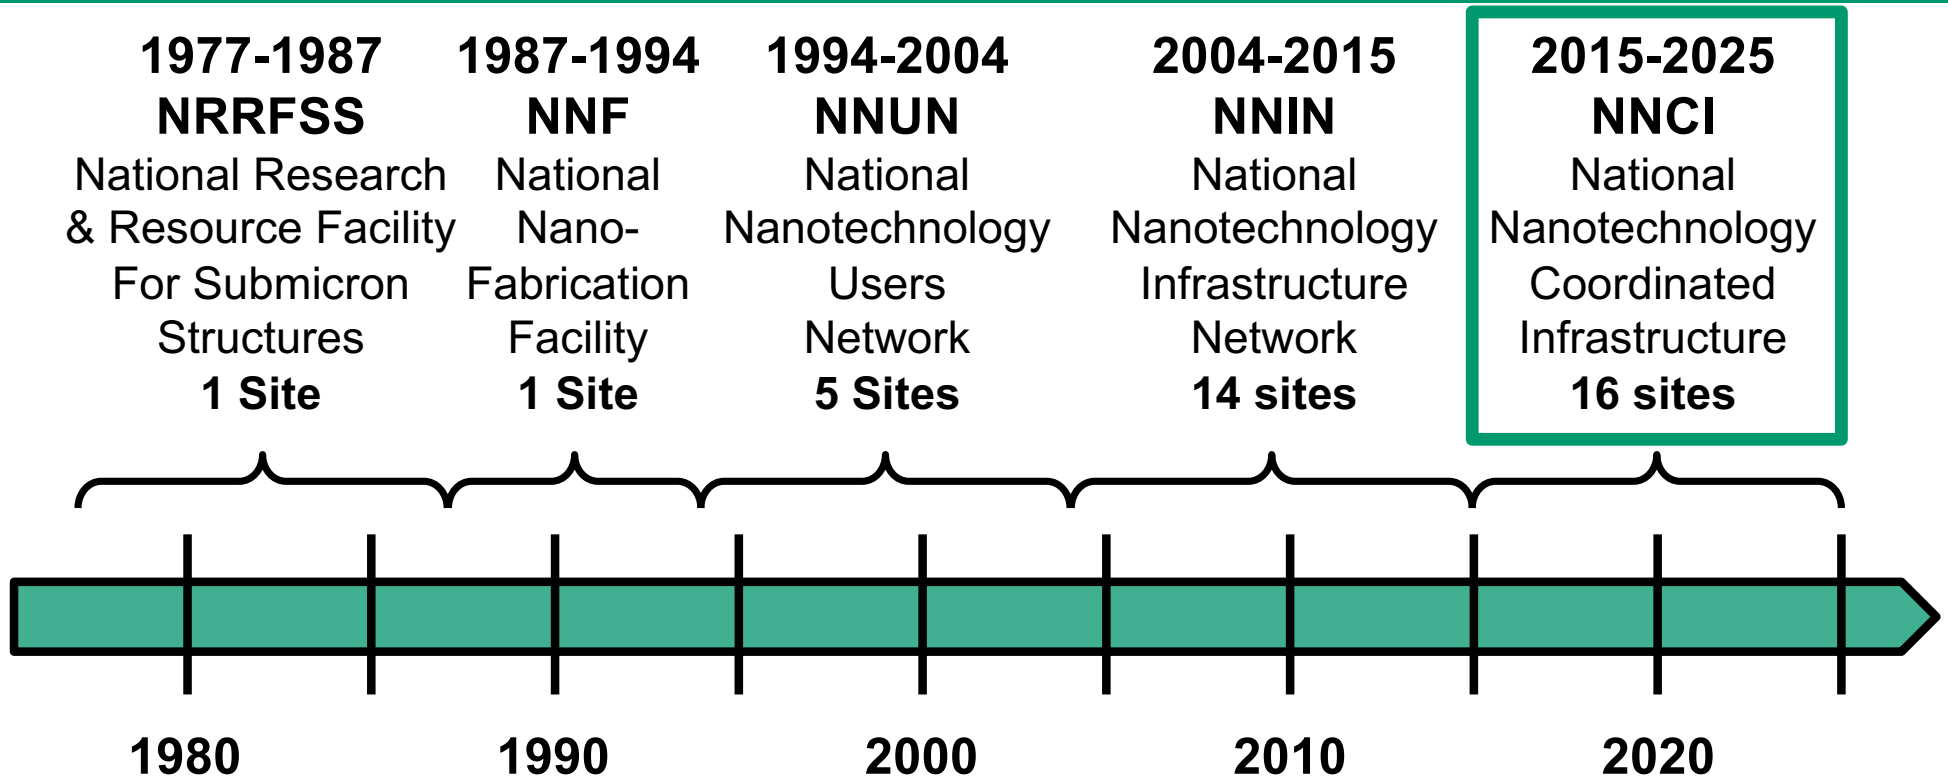 1977-1987
NRRFSS
National Research
& Resource Facility
For Submicron
Structures
1 Site
1987-1994
NNF
National
Nano-
Fabrication
Facility
1 Site
1994-2004
NNUN
National
Nanotechnology
Users
Network
5 Sites
2004-2015
NNIN
National
Nanotechnology
Infrastructure
Network
14 sites
2015-2025
NNCI
National
Nanotechnology
Coordinated
Infrastructure
16 sites
1980
1990
2000
2010
2020